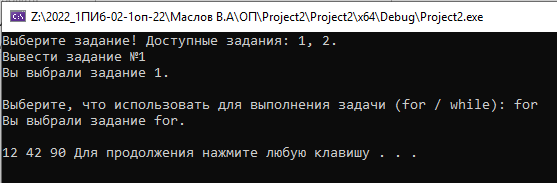 Z:\2022_1ПИ6-02-1оп-22\Маслов В.А\ОП\Project2\Project2\x64\Debug\Project2.exe
Выберите задание! Доступные задания: 1, 2.
Вывести задание №1
Вы выбрали задание 1.
Выберите, что использовать для выполнения задачи (for / while): for
Вы выбрали задание for.
12 42 90 Для продолжения нажмите любую клавишу . . .